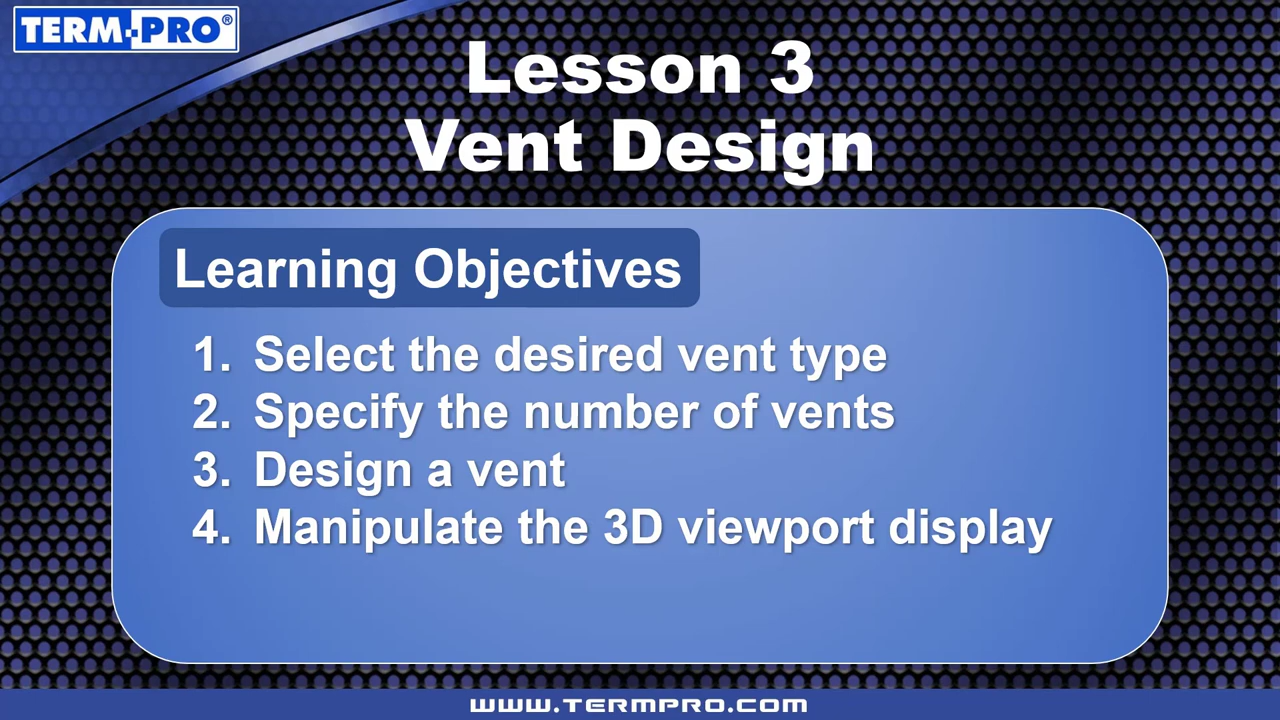 TERM-PRO®
Lesson 3
Vent Design
Learning Objectives
1. Select the desired vent type
2. Specify the number of vents
3. Design a vent
4. Manipulate the 3D viewport display
WWW.TERMPRO.COM